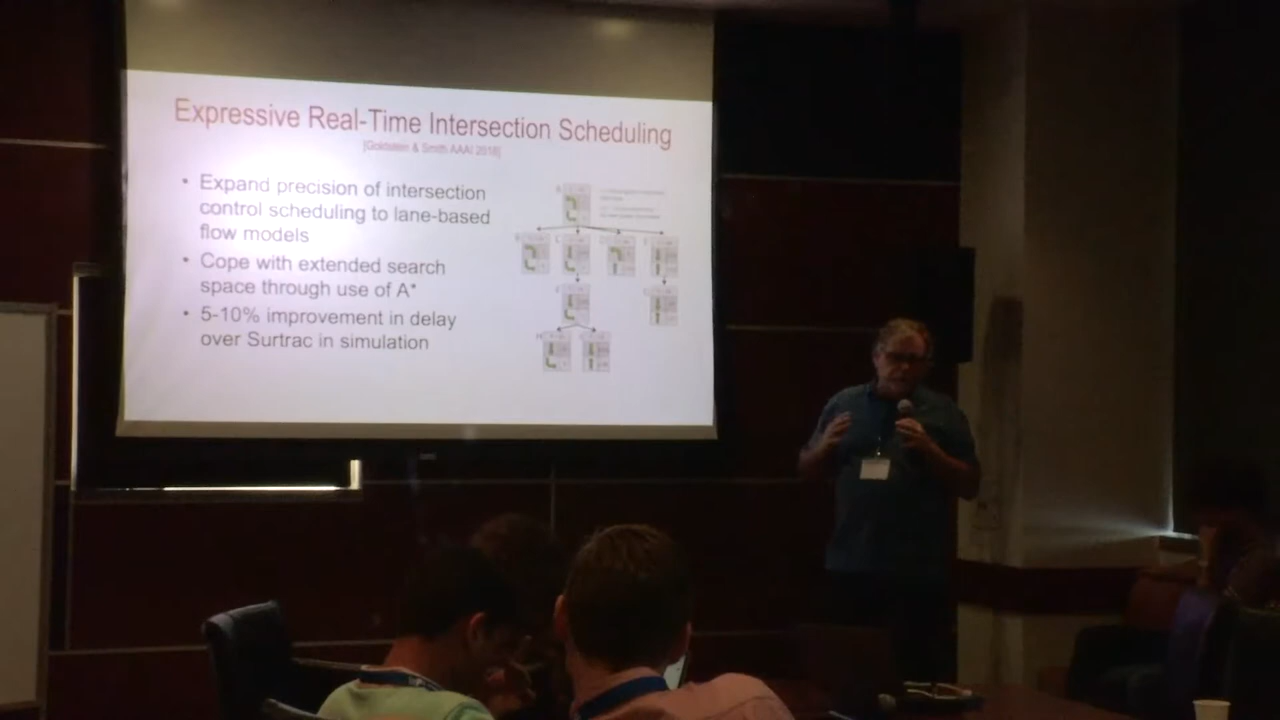 Expressive Real-Time Intersection Scheduling
[Goldstein & Smith AAAI 2018]
• Expand precision of intersection
control scheduling to lane-based
flow models
• Cope with extended search
space through use of A*
• 5-10% improvement in delay
over Surtrac in simulation